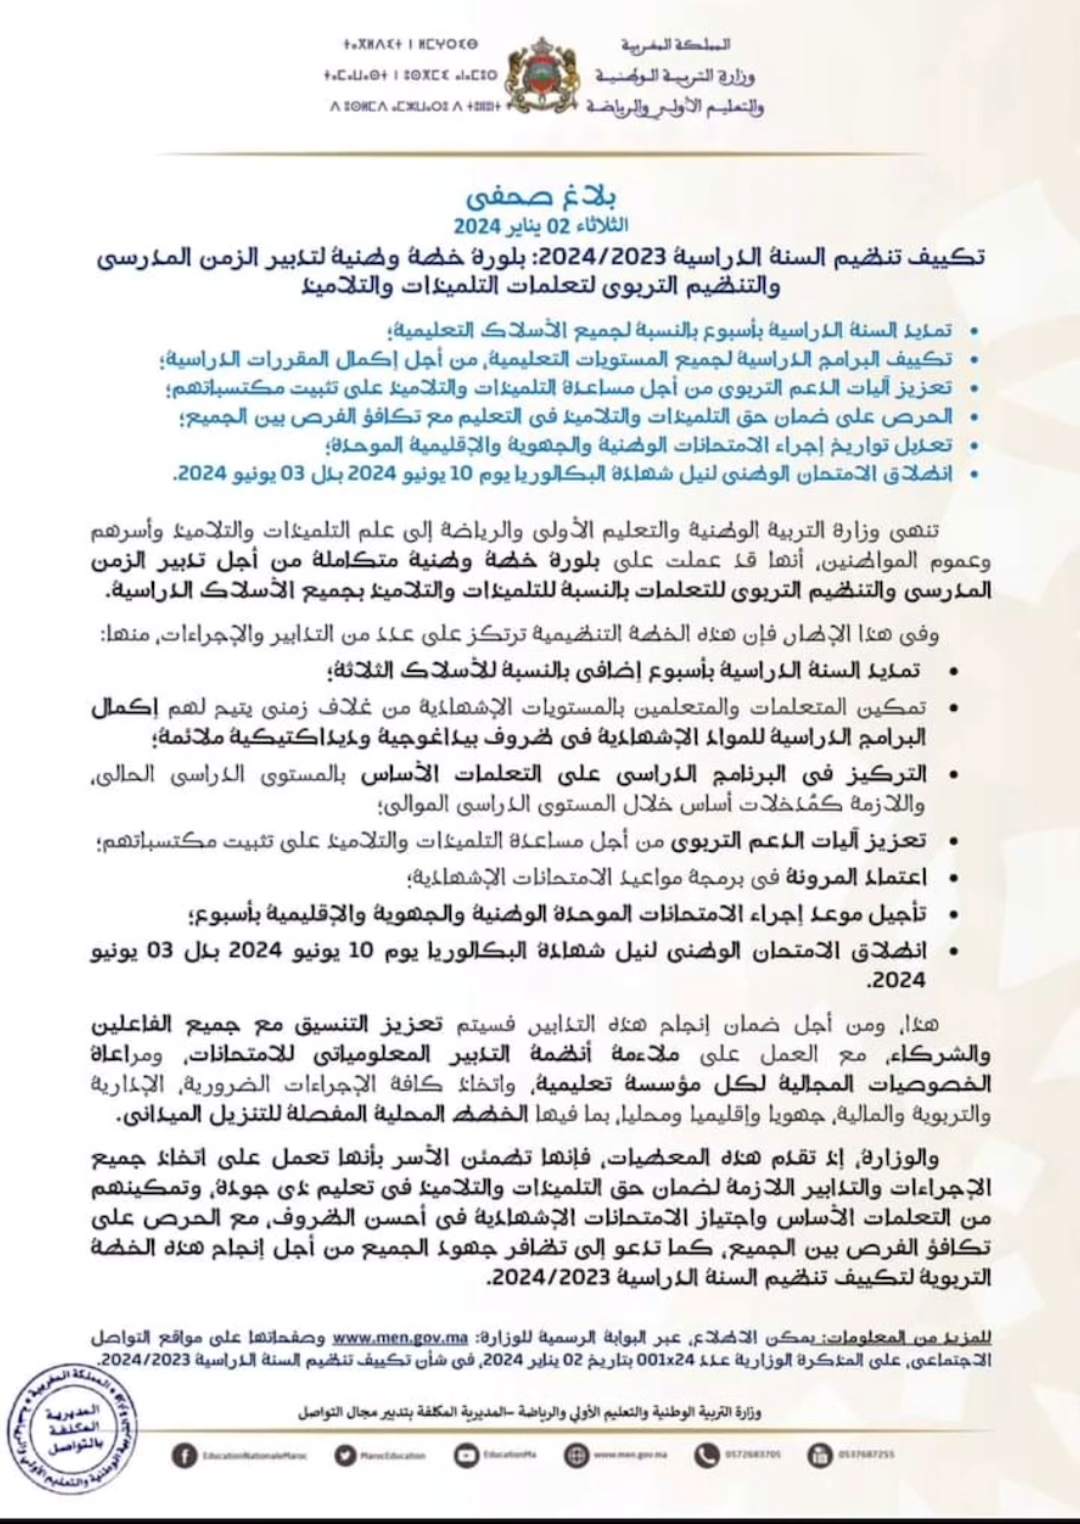 المملكة المغربية
وزارة التربية الوطنية
والتعليم الأولي والرياضة
ⵜⴰⴳⵍⴷⵉⵜ ⵏ ⵍⵎⵖⵔⵉⴱ
ⵜⴰⵎⴰⵡⴰⵙⵜ ⵏ ⵓⵙⴳⵎⵉ ⴰⵏⴰⵎⵓⵔ
بلاغ صحفي
الثلاثاء 02 يناير 2024
تكييف تنظيم السنة الدراسية 2024/2023: بلورة خطة وطنية لتدبير الزمن المدرسي
والتنظيم التربوي لتعلمات التلميذات والتلاميذ
• تمديد السنة الدراسية بأسبوع بالنسبة لجميع الأسلاك التعليمية؛
• تكييف البرامج الدراسية لجميع المستويات التعليمية، من أجل إكمال المقررات الدراسية؛
• تعزيز آليات الدعم التربوي من أجل مساعدة التلميذات والتلاميذ على تثبيت مكتسباتهم؛
• الحرص على ضمان حق التلميذات والتلاميذ في التعليم مع تكافؤ الفرص بين الجميع؛
• تعديل تواريخ إجراء الامتحانات الوطنية والجهوية والإقليمية الموحدة؛
• انطلاق الامتحان الوطني لنيل شهادة البكالوريا يوم 10 يونيو 2024 بدل 03 يونيو 2024.
تنهي وزارة التربية الوطنية والتعليم الأولي والرياضة إلى علم التلميذات والتلاميذ وأسرهم
وعموم المواطنين، أنها قد عملت على بلورة خطة وطنية متكاملة من أجل تدبير الزمن
المدرسي والتنظيم التربوي للتعلمات بالنسبة للتلميذات والتلاميذ بجميع الأسلاك الدراسية.
وفي هذا الإطار، فإن هذه الخطة التنظيمية ترتكز على عدد من التدابير والإجراءات، منها:
• تمديد السنة الدراسية بأسبوع إضافي بالنسبة للأسلاك الثلاثة؛
• تمكين المتعلمات والمتعلمين بالمستويات الإشهادية من غلاف زمني يتيح لهم إكمال
البرامج الدراسية للمواد الإشهادية في ظروف بيداغوجية وديداكتيكية ملائمة؛
• التركيز في البرنامج الدراسي على التعلمات الأساس بالمستوى الدراسي الحالي،
واللازمة كمُدخلات أساس خلال المستوى الدراسي الموالي؛
• تعزيز آليات الدعم التربوي من أجل مساعدة التلميذات والتلاميذ على تثبيت مكتسباتهم؛
• اعتماد المرونة في برمجة مواعيد الامتحانات الإشهادية؛
• تأجيل موعد إجراء الامتحانات الموحدة الوطنية والجهوية والإقليمية بأسبوع؛
• انطلاق الامتحان الوطني لنيل شهادة البكالوريا يوم 10 يونيو 2024 بدل 03 يونيو
2024.
هذا، ومن أجل ضمان إنجاح هذه التدابير، فسيتم تعزيز التنسيق مع جميع الفاعلين
والشركاء، مع العمل على ملاءمة أنظمة التدبير المعلومياتي للامتحانات، ومراعاة
الخصوصيات المجالية لكل مؤسسة تعليمية، واتخاذ كافة الإجراءات الضرورية، الإدارية
والتربوية والمالية، جهويا وإقليميا ومحليا، بما فيها الخطط المحلية المفصلة للتنزيل الميداني.
والوزارة، إذ تقدم هذه المعطيات، فإنها تطمئن الأسر بأنها تعمل على اتخاذ جميع
الإجراءات والتدابير اللازمة لضمان حق التلميذات والتلاميذ في تعليم ذي جودة، وتمكينهم
من التعلمات الأساس واجتياز الامتحانات الإشهادية في أحسن الظروف، مع الحرص على
تكافؤ الفرص بين الجميع، كما تدعو إلى تظافر جهود الجميع من أجل إنجاح هذه الخطة
التربوية لتكييف تنظيم السنة الدراسية 2024/2023.
للمزيد من المعلومات: يمكن الاطلاع، عبر البوابة الرسمية للوزارة: www.men.gov.ma وصفحاتها على مواقع التواصل
الاجتماعي، على المذكرة الوزارية عدد 001x24 بتاريخ 02 يناير 2024، في شأن تكييف تنظيم السنة الدراسية 2024/2023.
المملكة المغربية
المديرية
المكلفة
بالتواصل
وزارة التربية الوطنية والتعليم الأولي والرياضة –المديرية المكلفة بتدبير مجال التواصل
EducationNationaleMaroc MarocEducation EducationMa www.men.gov.ma 0572683705 0537687255